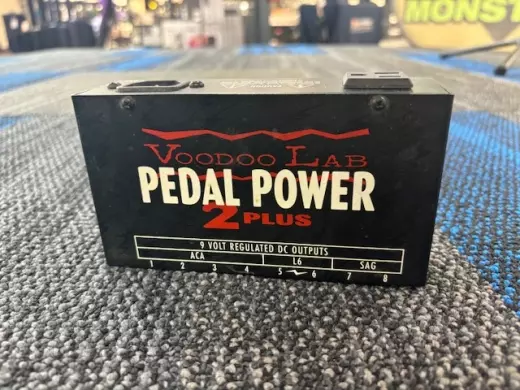 MONST
VOODOO LAB
PEDAL POWER
2 PLUS
9 VOLT REGULATED DC OUTPUTS
ACA L6 SAG
1 2 3 4 5 6 7 8